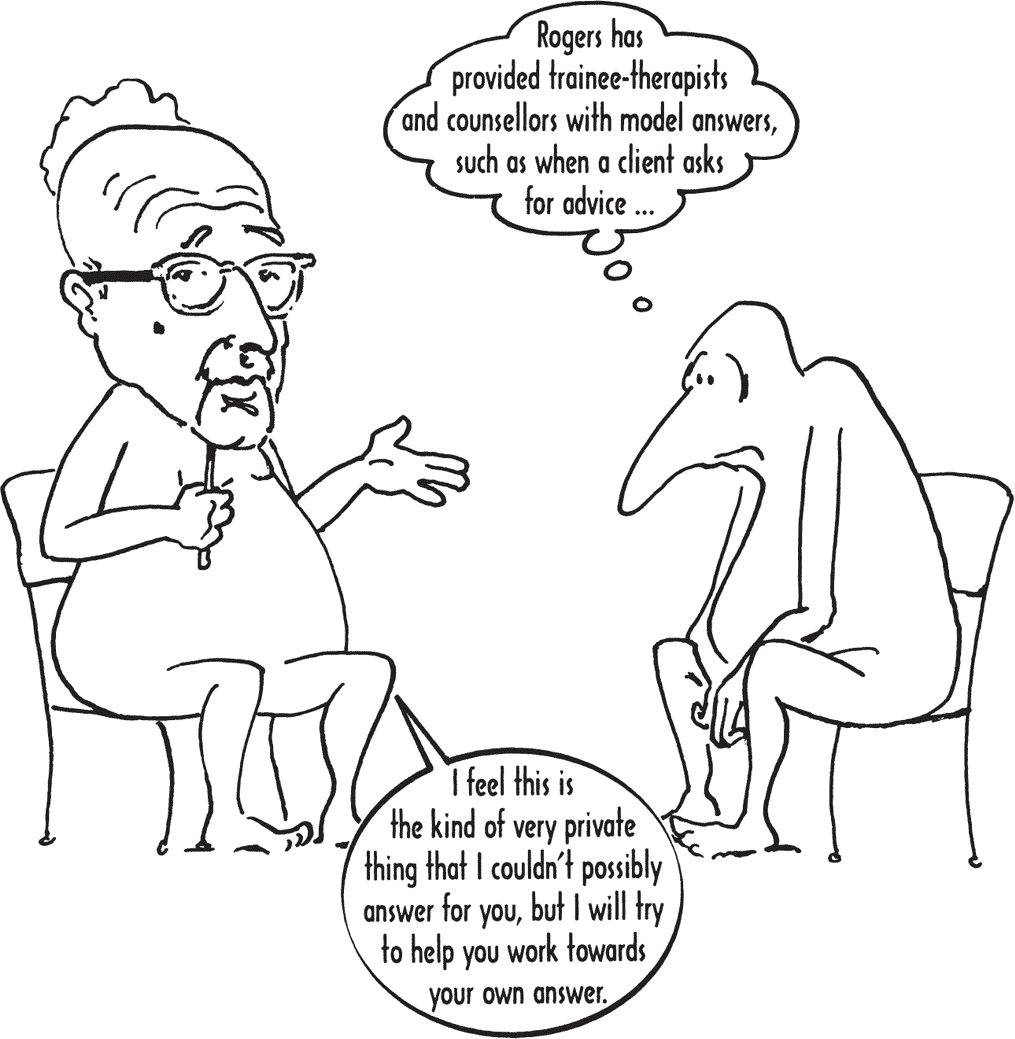 Rogers has
provided trainee-therapists
and counsellors with model answers,
such as when a client asks
for advice ...
I feel this is
the kind of very private
thing that I couldn't possibly
answer for you, but I will try
to help you work towards
your own answer.